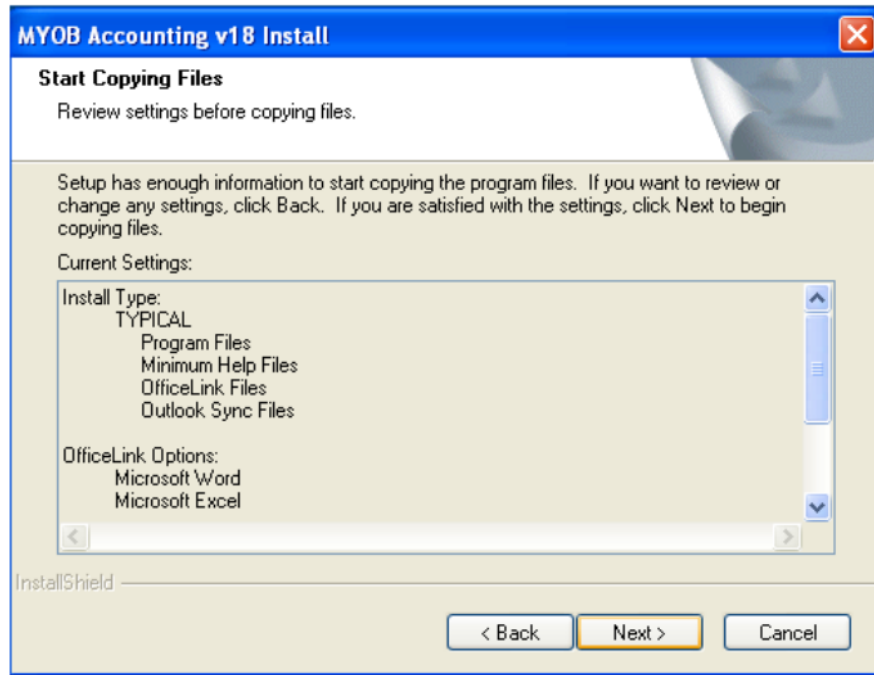 MYOB Accounting v18 Install
Start Copying Files
Review settings before copying files.
Setup has enough information to start copying the program files.  If you want to review or
change any settings, click Back.  If you are satisfied with the settings, click Next to begin
copying files.
Current Settings:
Install Type:
TYPICAL
Program Files
Minimum Help Files
OfficeLink Files
Outlook Sync Files
OfficeLink Options:
Microsoft Word
Microsoft Excel
InstallShield
< Back Next > Cancel